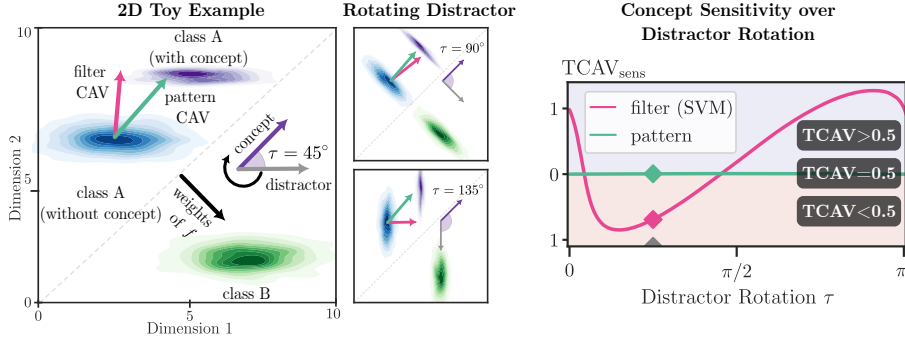 2D Toy Example
10
class A
(with concept)
filter
CAV
pattern
CAV
concept
τ = 45°
distractor
5
class A
(without concept)
weights
of f
class B
0
0
5
10
Dimension 2
Dimension 1
Rotating Distractor
τ = 90°
τ = 135°
Concept Sensitivity over
Distractor Rotation
TCAVsens
1
0
1
filter (SVM)
pattern
TCAV>0.5
TCAV=0.5
TCAV<0.5
0
π/2
π
Distractor Rotation τ